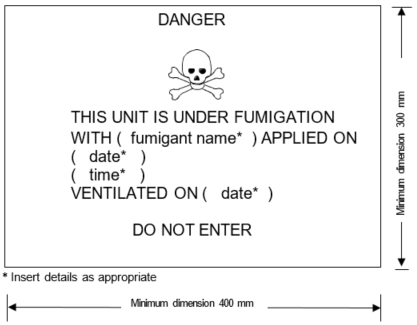 DANGER
THIS UNIT IS UNDER FUMIGATION
WITH ( fumigant name* ) APPLIED ON
( date* )
( time* )
VENTILATED ON ( date* )
DO NOT ENTER
Minimum dimension 300 mm
* Insert details as appropriate
Minimum dimension 400 mm